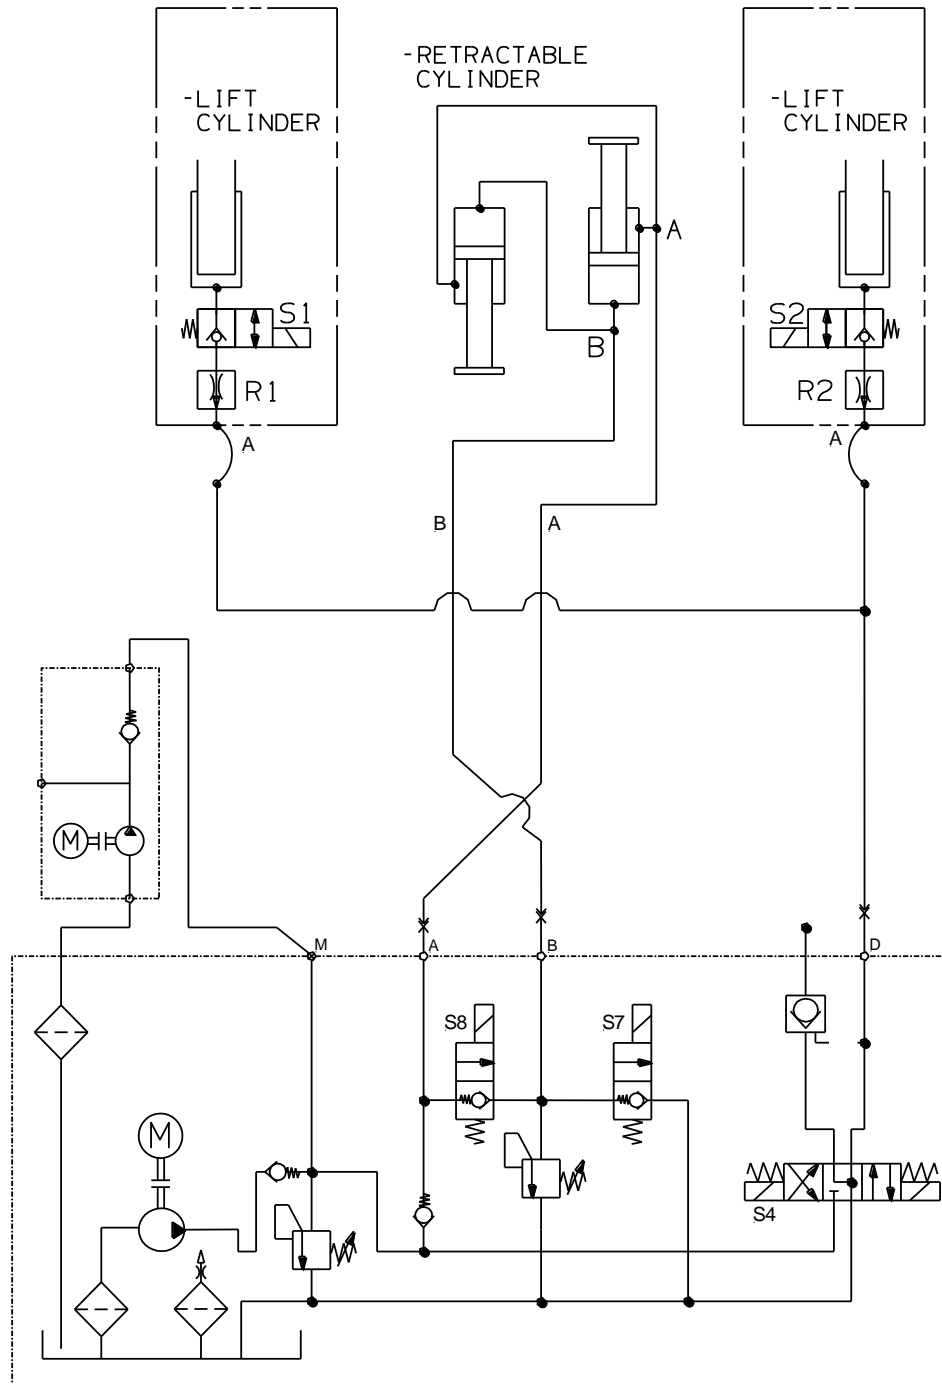 -RETRACTABLE
CYLINDER
-LIFT
CYLINDER
-LIFT
CYLINDER
A
S1
S2
B
R1
R2
A
A
B
A
M
M
A
B
D
S8
S7
M
S4